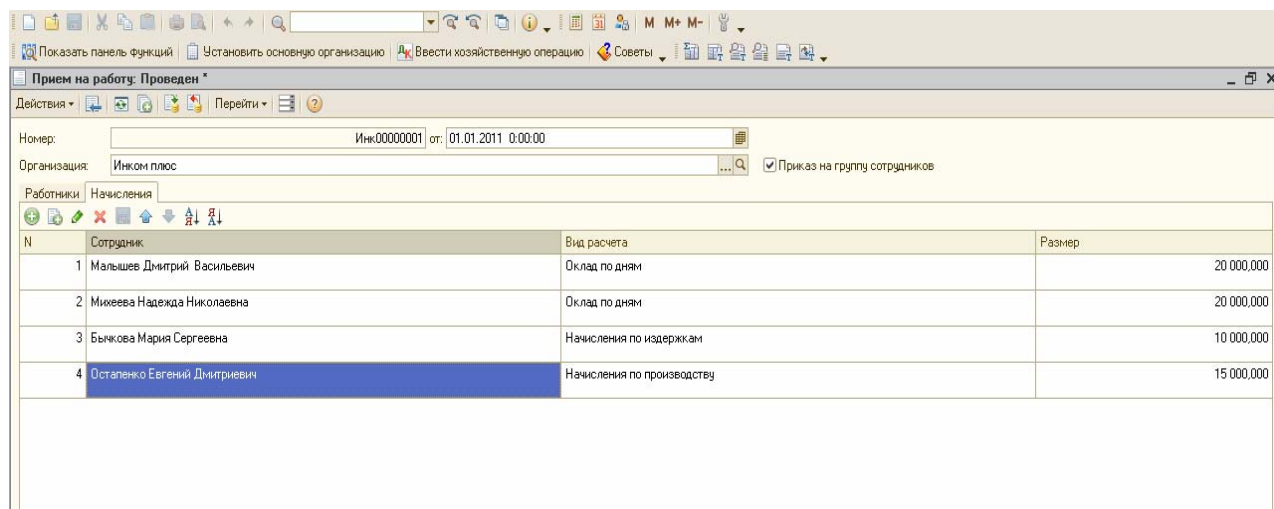 M M+ M-
Показать панель функций Установить основную организацию Ввести хозяйственную операцию Советы
Прием на работу: Проведен *
Действия Перейти
Номер: Инк00000001 от: 01.01.2011 0:00:00
Организация: Инком плюс ... Приказ на группу сотрудников
Работники Начисления
N Сотрудник Вид расчета Размер
1 Малышев Дмитрий Васильевич Оклад по дням 20 000,000
2 Михеева Надежда Николаевна Оклад по дням 20 000,000
3 Бычкова Мария Сергеевна Начисления по издержкам 10 000,000
4 Остапенко Евгений Дмитриевич Начисления по производству 15 000,000